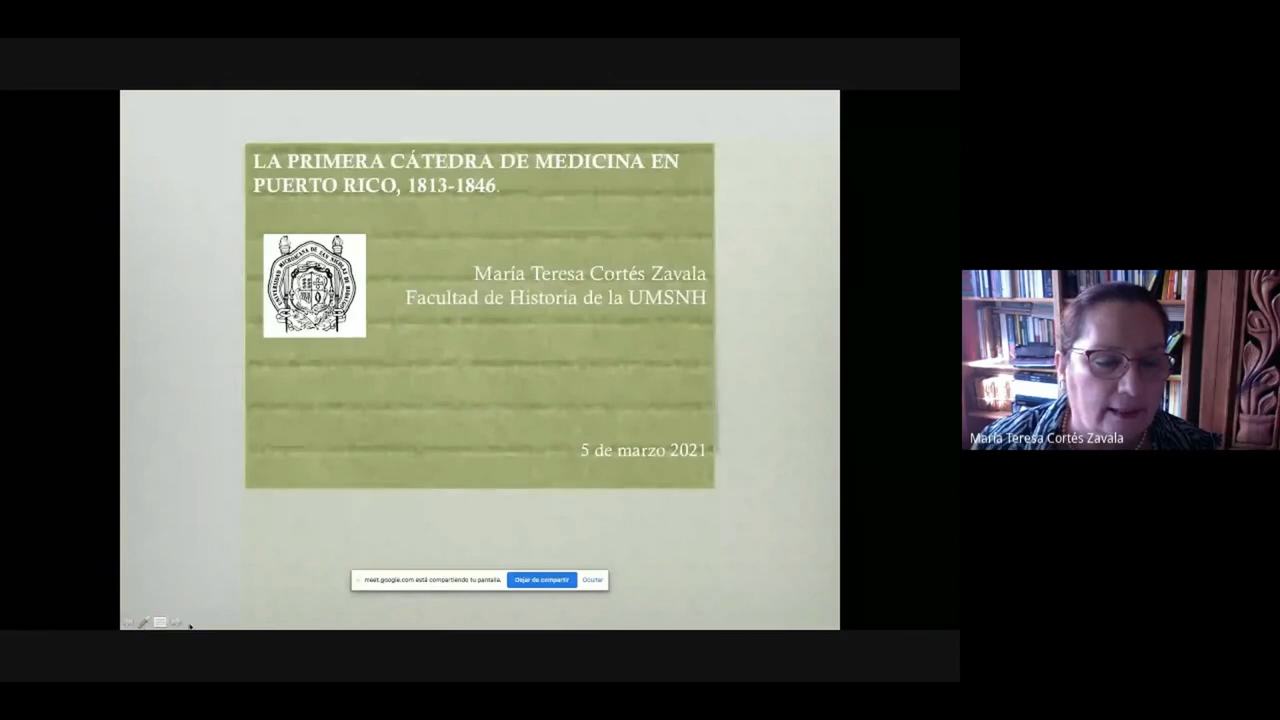 LA PRIMERA CÁTEDRA DE MEDICINA EN
PUERTO RICO, 1813-1846.
María Teresa Cortés Zavala
Facultad de Historia de la UMSNH
5 de marzo 2021
meet.google.com está compartiendo tu pantalla.
Dejar de compartir
Ocultar
María Teresa Cortés Zavala